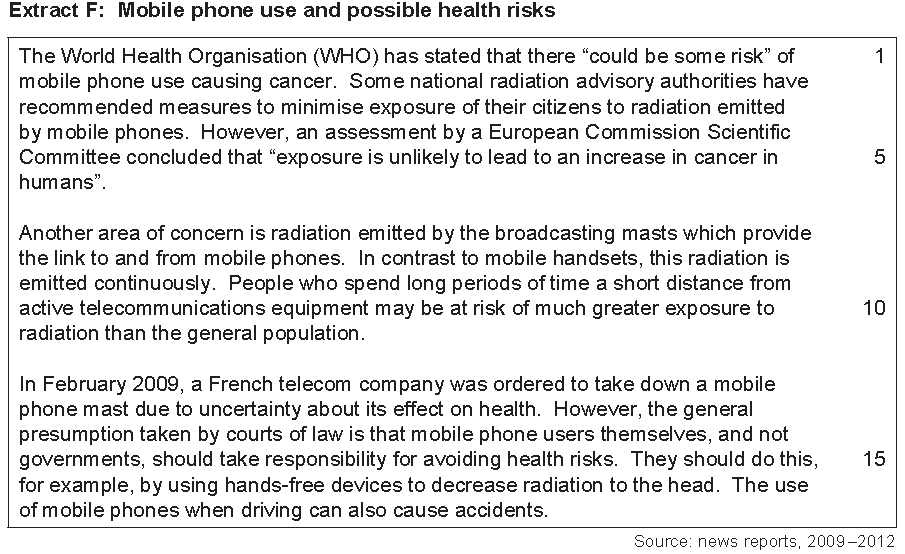 Extract F: Mobile phone use and possible health risks
The World Health Organisation (WHO) has stated that there “could be some risk” of 1
mobile phone use causing cancer. Some national radiation advisory authorities have
recommended measures to minimise exposure of their citizens to radiation emitted
by mobile phones. However, an assessment by a European Commission Scientific
Committee concluded that “exposure is unlikely to lead to an increase in cancer in 5
humans”.
Another area of concern is radiation emitted by the broadcasting masts which provide
the link to and from mobile phones. In contrast to mobile handsets, this radiation is
emitted continuously. People who spend long periods of time a short distance from
active telecommunications equipment may be at risk of much greater exposure to 10
radiation than the general population.
In February 2009, a French telecom company was ordered to take down a mobile
phone mast due to uncertainty about its effect on health. However, the general
presumption taken by courts of law is that mobile phone users themselves, and not
governments, should take responsibility for avoiding health risks. They should do this, 15
for example, by using hands-free devices to decrease radiation to the head. The use
of mobile phones when driving can also cause accidents.
Source: news reports, 2009–2012